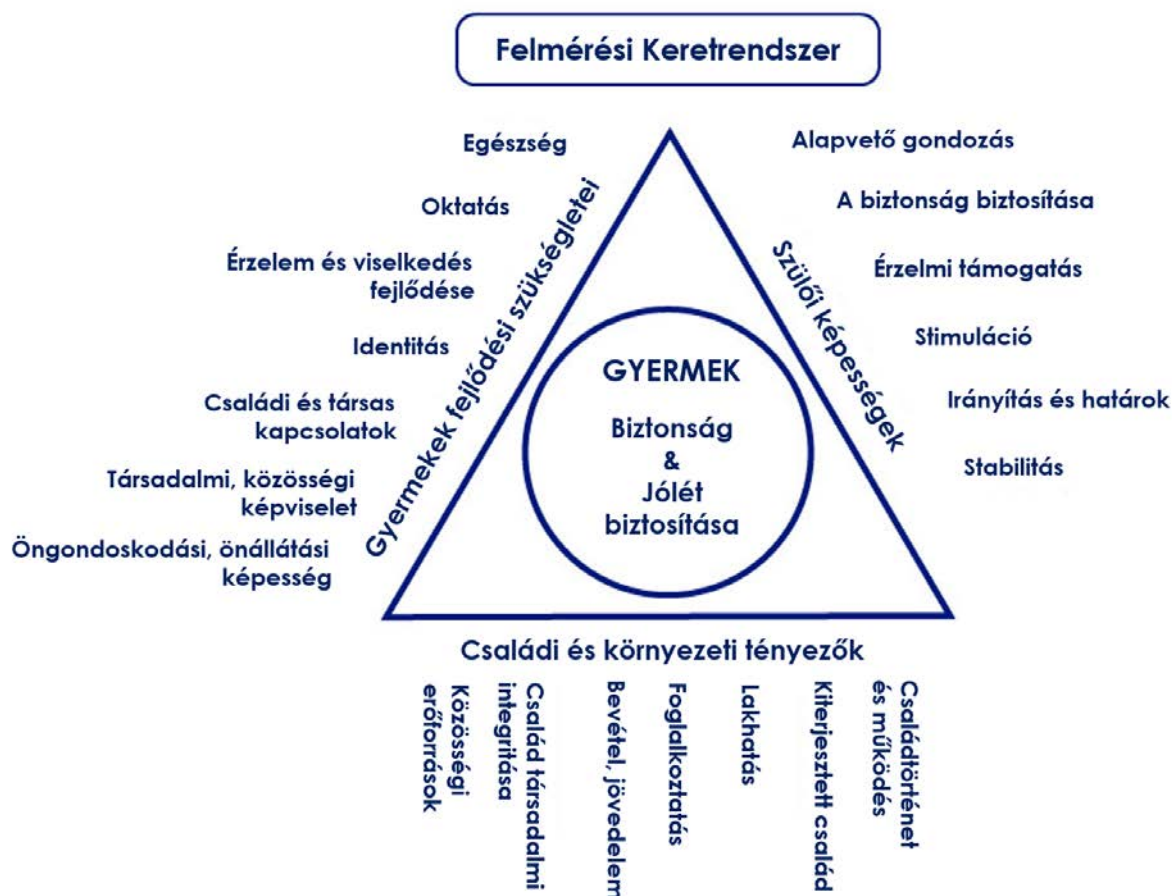 Felmérési Keretrendszer
Egészség
Oktatás
Érzelem és viselkedés
fejlődése
Identitás
Családi és társas
kapcsolatok
Társadalmi, közösségi
képviselet
Öngondoskodási, önállátási
képesség
Gyermekek fejlődési szükségletei
GYERMEK
Biztonság
&
Jólét
biztosítása
Szülői képességek
Alapvető gondozás
A biztonság biztosítása
Érzelmi támogatás
Stimuláció
Irányítás és határok
Stabilitás
Családi és környezeti tényezők
Közösségi
erőforrások
Család társadalmi
integritása
Bevétel, jövedelem
Foglalkoztatás
Lakhatás
Kiterjesztett család
Családtörténet
és működés